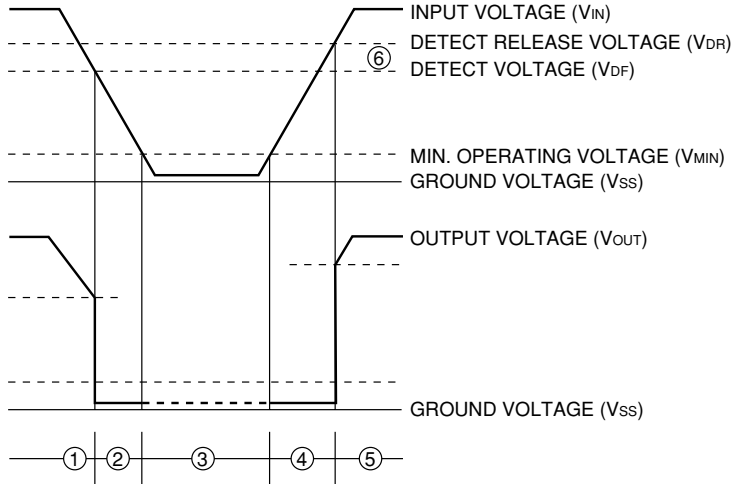 INPUT VOLTAGE (VIN)
DETECT RELEASE VOLTAGE (VDR)
⑥
DETECT VOLTAGE (VDF)
MIN. OPERATING VOLTAGE (VMIN)
GROUND VOLTAGE (VSS)
OUTPUT VOLTAGE (VOUT)
GROUND VOLTAGE (VSS)
① ② ③ ④ ⑤